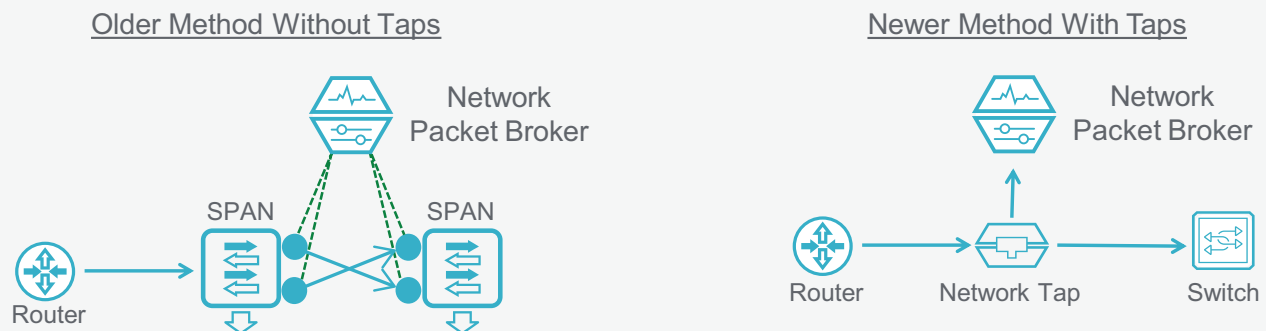 Older Method Without Taps
Network
Packet Broker
SPAN
SPAN
Router
Newer Method With Taps
Network
Packet Broker
Router
Network Tap
Switch